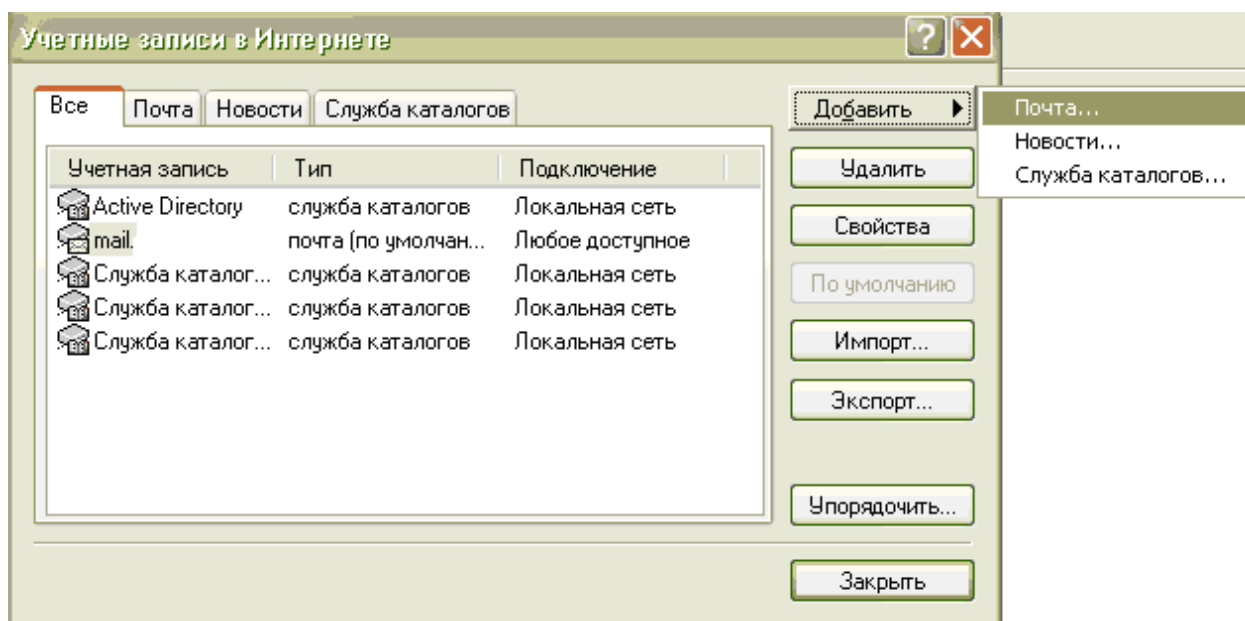 Учетные записи в Интернете
Все Почта Новости Служба каталогов
Добавить
Почта...
Новости...
Служба каталогов...
Учетная запись Тип Подключение
Active Directory служба каталогов Локальная сеть
mail. почта (по умолчан... Любое доступное
Служба каталог... служба каталогов Локальная сеть
Служба каталог... служба каталогов Локальная сеть
Служба каталог... служба каталогов Локальная сеть
Удалить
Свойства
По умолчанию
Импорт...
Экспорт...
Упорядочить...
Закрыть